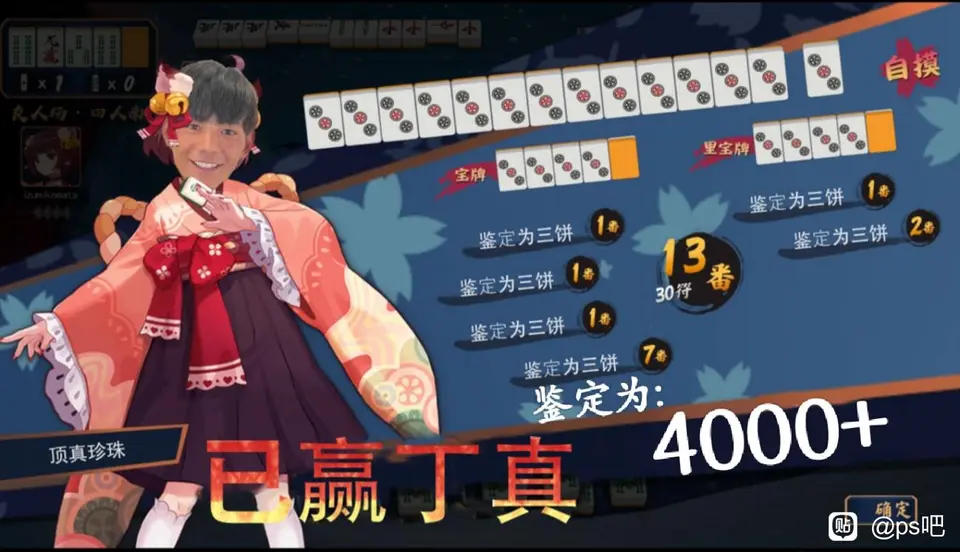 ×1
×0
自摸
宝牌
里宝牌
鉴定为三饼 1番
鉴定为三饼 1番
鉴定为三饼 1番
鉴定为三饼 7番
鉴定为三饼 1番
鉴定为三饼 2番
13番
30符
鉴定为:
4000+
顶真珍珠
已赢丁真
确定
贴 @ps吧